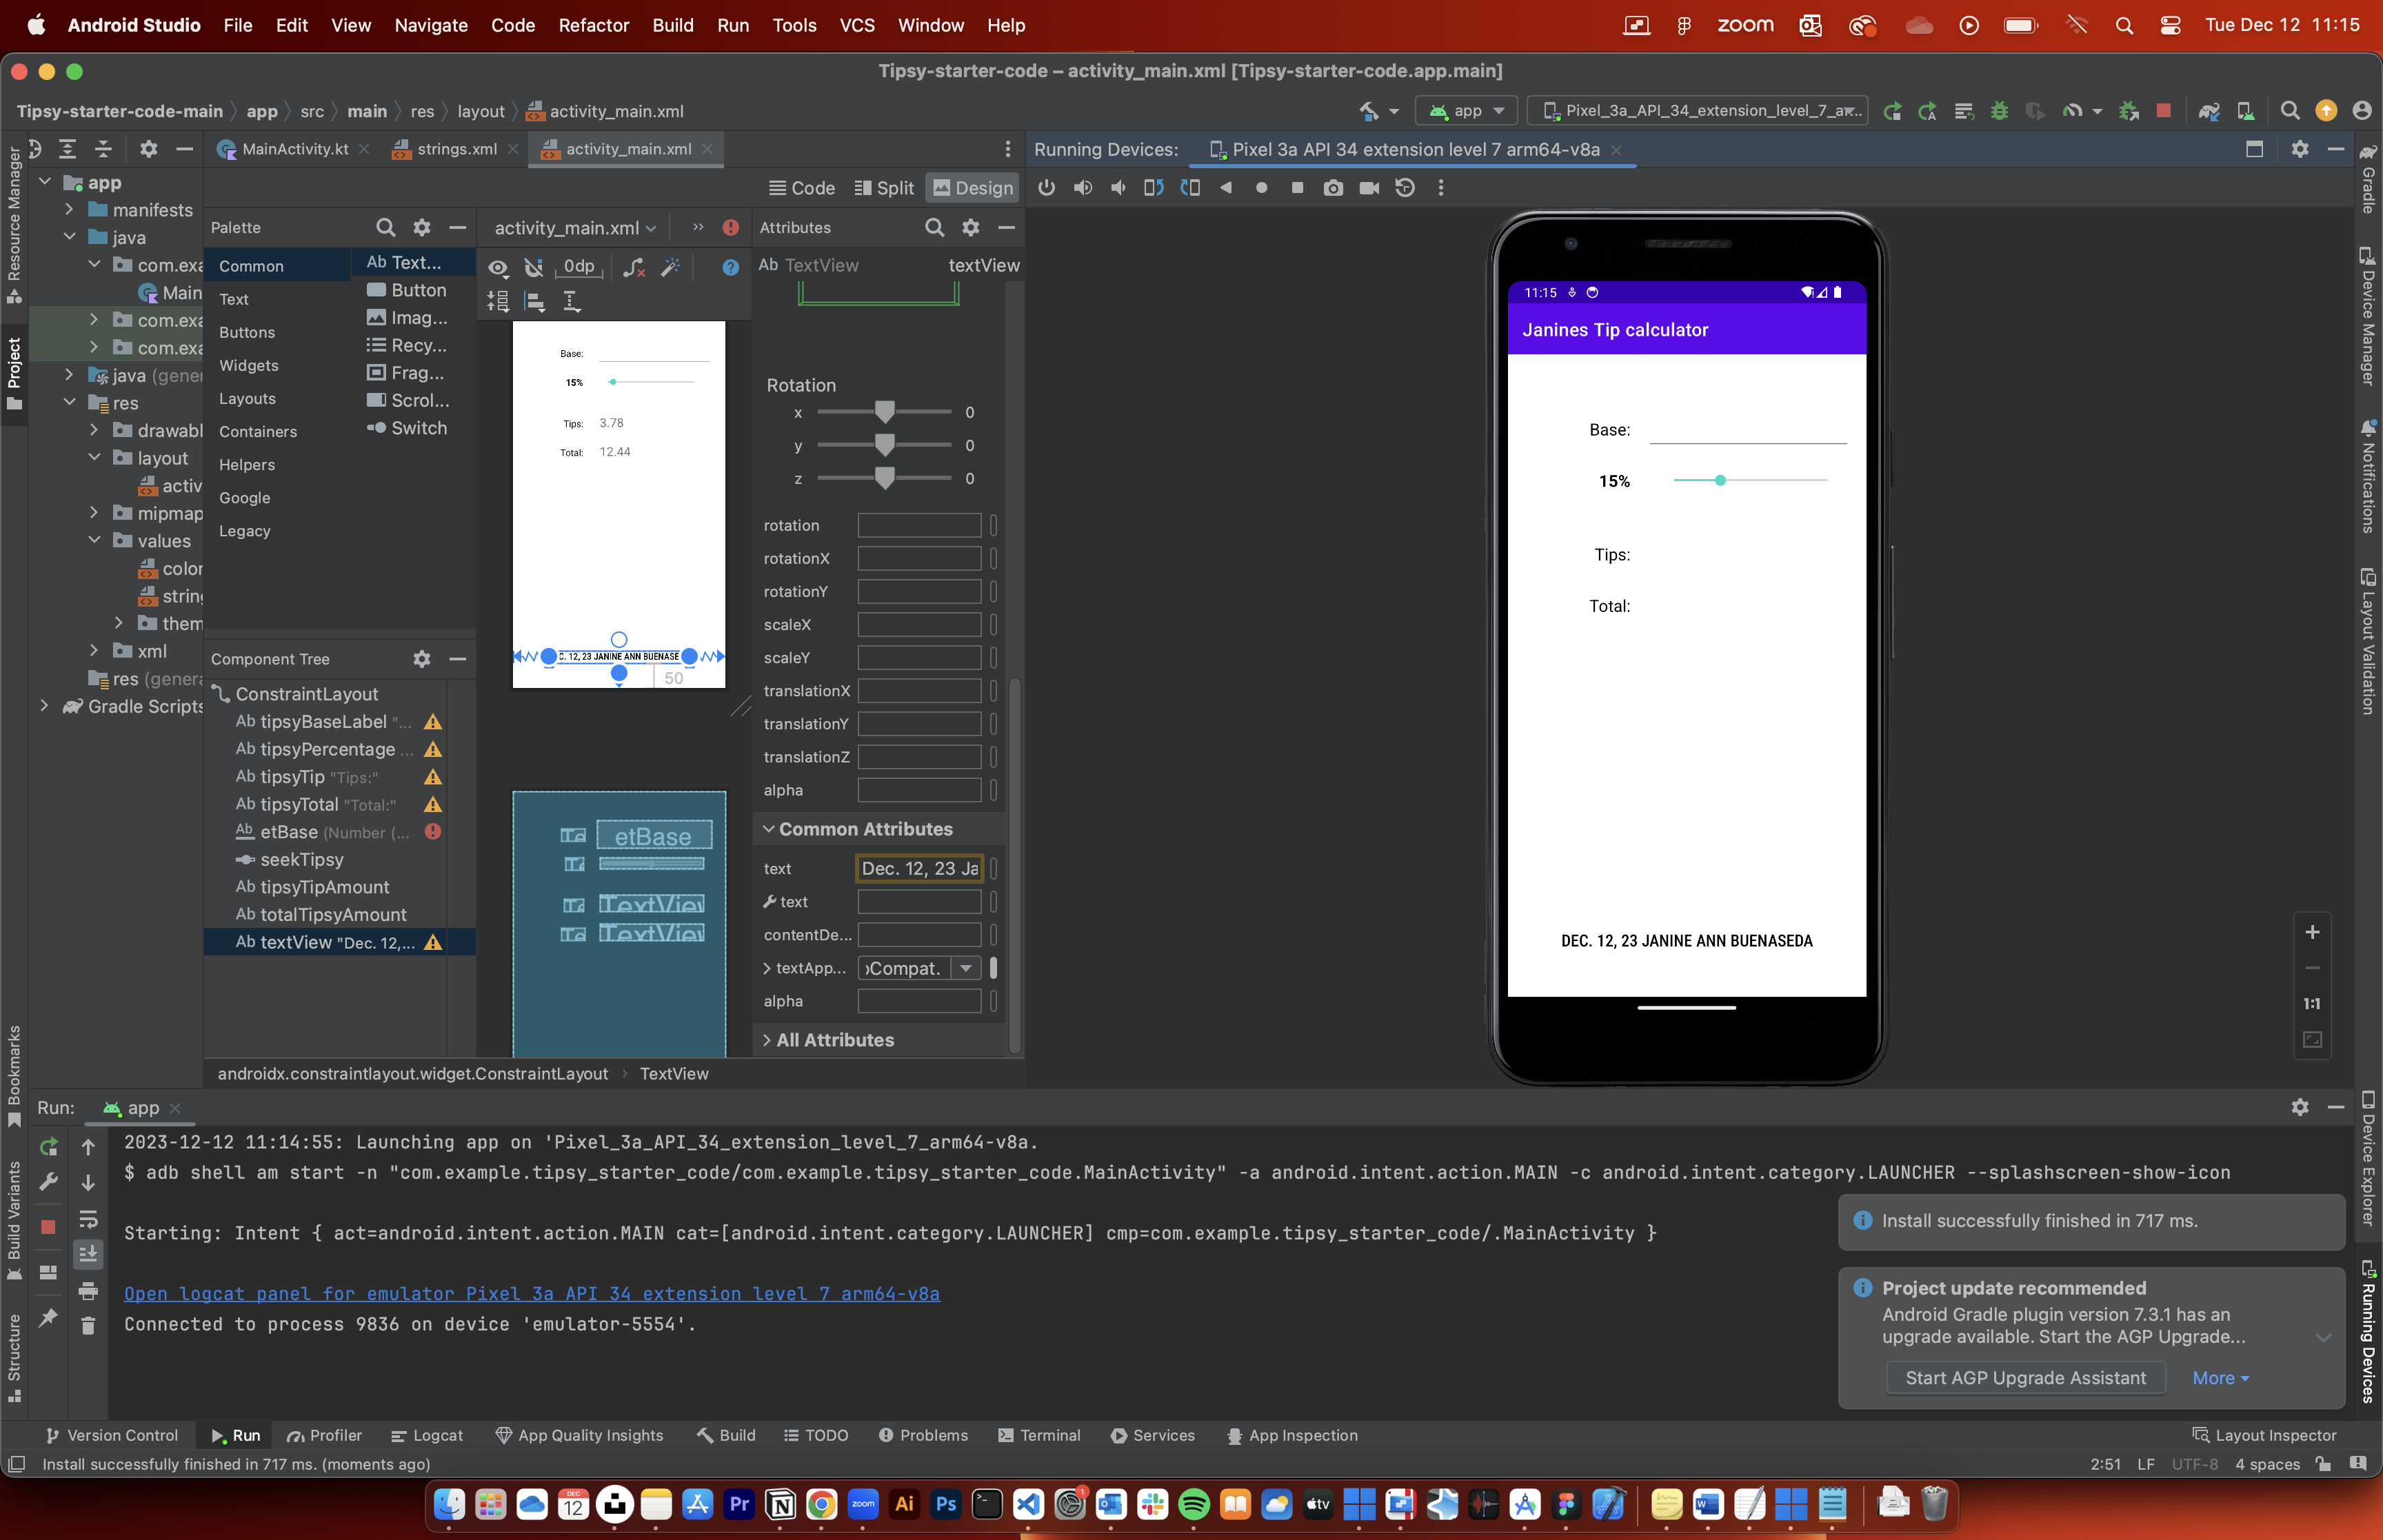 Android Studio File Edit View Navigate Code Refactor Build Run Tools VCS Window Help zoom Tue Dec 12 11:15
Tipsy-starter-code – activity_main.xml [Tipsy-starter-code.app.main]
Tipsy-starter-code-main app src main res layout activity_main.xml app Pixel_3a_API_34_extension_level_7_ar...
MainActivity.kt strings.xml activity_main.xml Running Devices: Pixel 3a API 34 extension level 7 arm64-v8a
Code Split Design
Resource Manager
Project
Bookmarks
Build Variants
Structure
app
manifests
java
com.exa
Main
com.exa
com.exa
java (gener
res
drawabl
layout
activ
mipmap
values
color
string
them
xml
res (genera
Gradle Scripts
Palette
Common
Text
Buttons
Widgets
Layouts
Containers
Helpers
Google
Legacy
Ab Text...
Button
Imag...
Recy...
Frag...
Scrol...
Switch
Component Tree
ConstraintLayout
Ab tipsyBaseLabel "...
Ab tipsyPercentage ...
Ab tipsyTip "Tips:"
Ab tipsyTotal "Total:"
Ab etBase (Number (...
seekTipsy
Ab tipsyTipAmount
Ab totalTipsyAmount
Ab textView "Dec. 12,...
activity_main.xml
0dp
Base:
15%
Tips: 3.78
Total: 12.44
C. 12, 23 JANINE ANN BUENASE
50
etBase
TextView
TextView
Attributes
Ab TextView textView
Rotation
x 0
y 0
z 0
rotation
rotationX
rotationY
scaleX
scaleY
translationX
translationY
translationZ
alpha
Common Attributes
text Dec. 12, 23 Ja
text
contentDe...
textApp... Compat.
alpha
All Attributes
androidx.constraintlayout.widget.ConstraintLayout TextView
11:15
Janines Tip calculator
Base:
15%
Tips:
Total:
DEC. 12, 23 JANINE ANN BUENASEDA
1:1
Gradle
Device Manager
Notifications
Layout Validation
Device Explorer
Running Devices
Run: app
2023-12-12 11:14:55: Launching app on 'Pixel_3a_API_34_extension_level_7_arm64-v8a.
$ adb shell am start -n "com.example.tipsy_starter_code/com.example.tipsy_starter_code.MainActivity" -a android.intent.action.MAIN -c android.intent.category.LAUNCHER --splashscreen-show-icon
Starting: Intent { act=android.intent.action.MAIN cat=[android.intent.category.LAUNCHER] cmp=com.example.tipsy_starter_code/.MainActivity }
Open logcat panel for emulator Pixel 3a API 34 extension level 7 arm64-v8a
Connected to process 9836 on device 'emulator-5554'.
Install successfully finished in 717 ms.
Project update recommended
Android Gradle plugin version 7.3.1 has an
upgrade available. Start the AGP Upgrade...
Start AGP Upgrade Assistant More
Version Control Run Profiler Logcat App Quality Insights Build TODO Problems Terminal Services App Inspection Layout Inspector
Install successfully finished in 717 ms. (moments ago) 2:51 LF UTF-8 4 spaces
DEC 12 Pr zoom Ai Ps 1 tv W